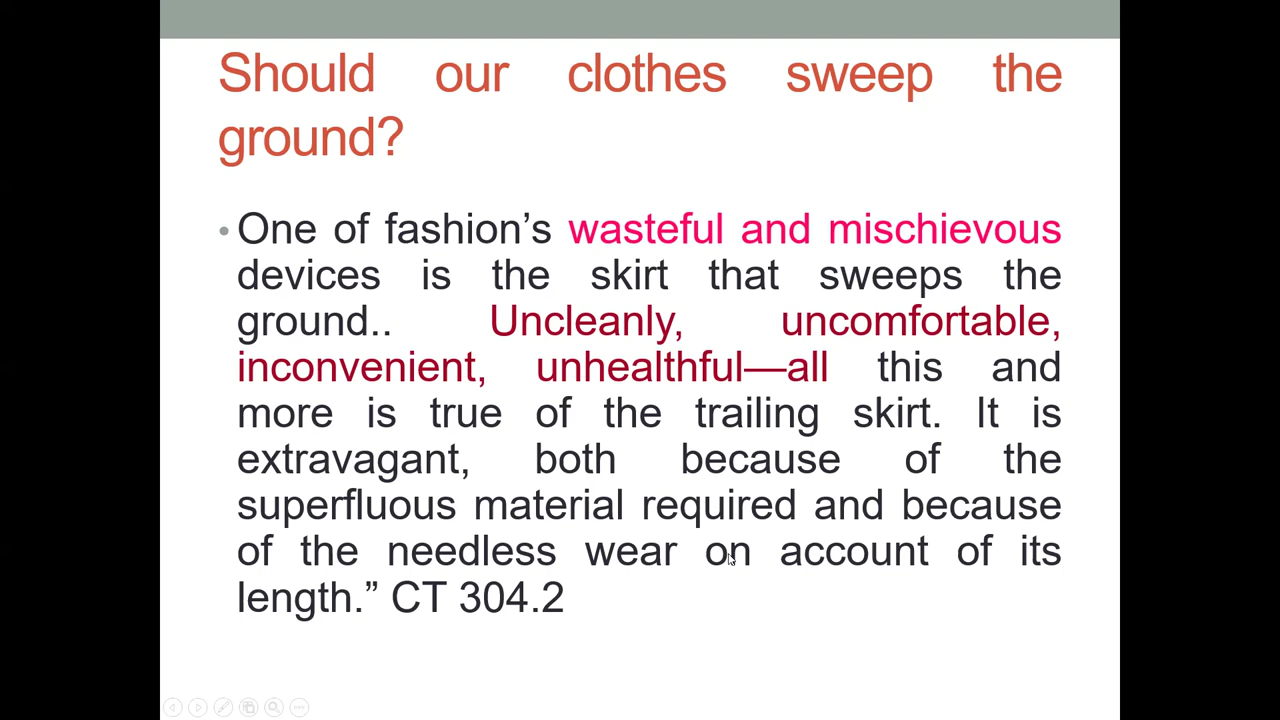 Should our clothes sweep the
ground?
• One of fashion’s wasteful and mischievous
devices is the skirt that sweeps the
ground.. Uncleanly, uncomfortable,
inconvenient, unhealthful—all this and
more is true of the trailing skirt. It is
extravagant, both because of the
superfluous material required and because
of the needless wear on account of its
length.” CT 304.2